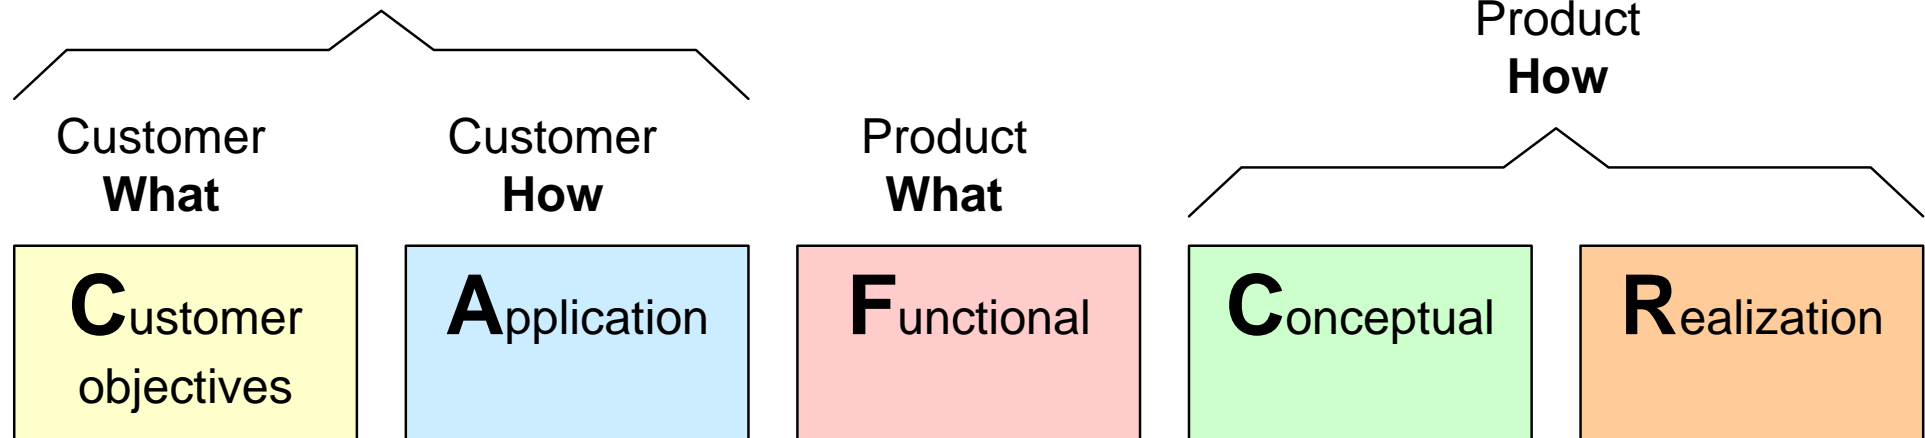 Product
How
Customer
What
Customer
How
Product
What
Customer
objectives
Application
Functional
Conceptual
Realization